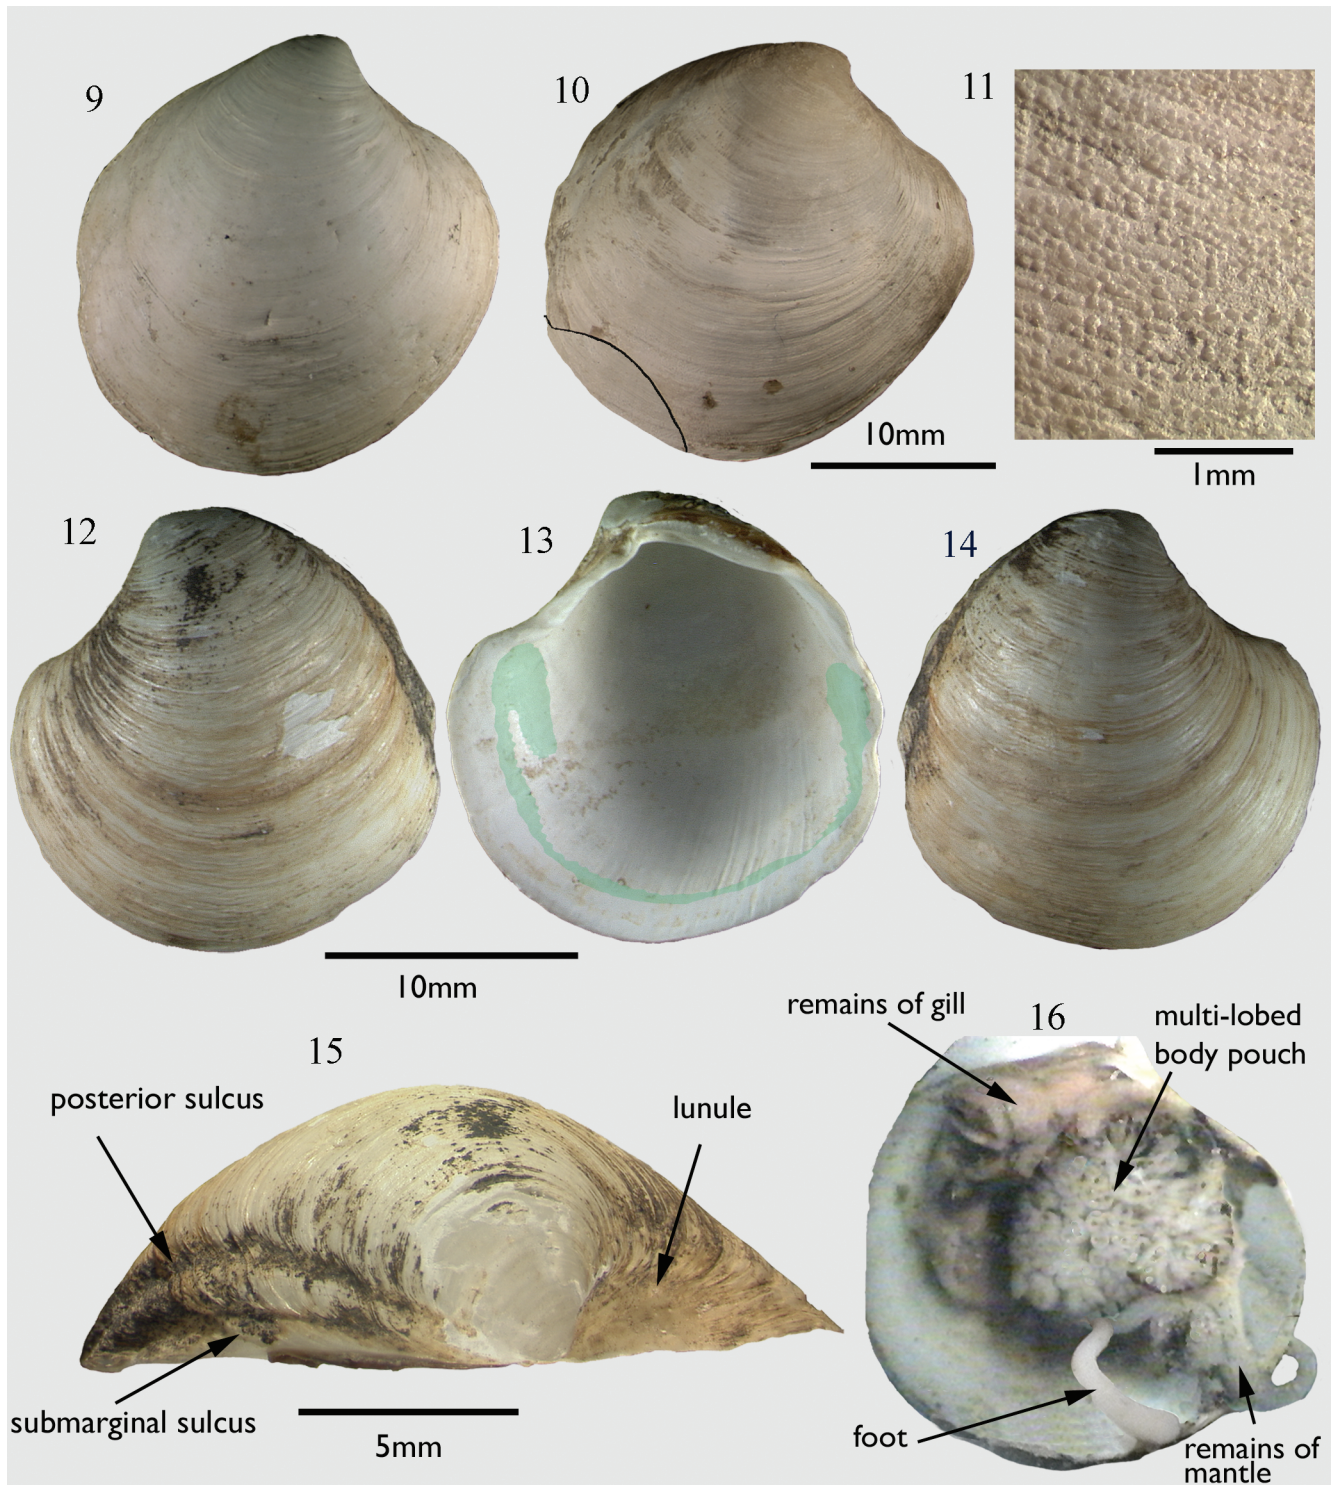 9
10
11
10mm
1mm
12
13
14
10mm
15
posterior sulcus
lunule
submarginal sulcus
5mm
remains of gill
16
multi-lobed
body pouch
foot
remains of
mantle